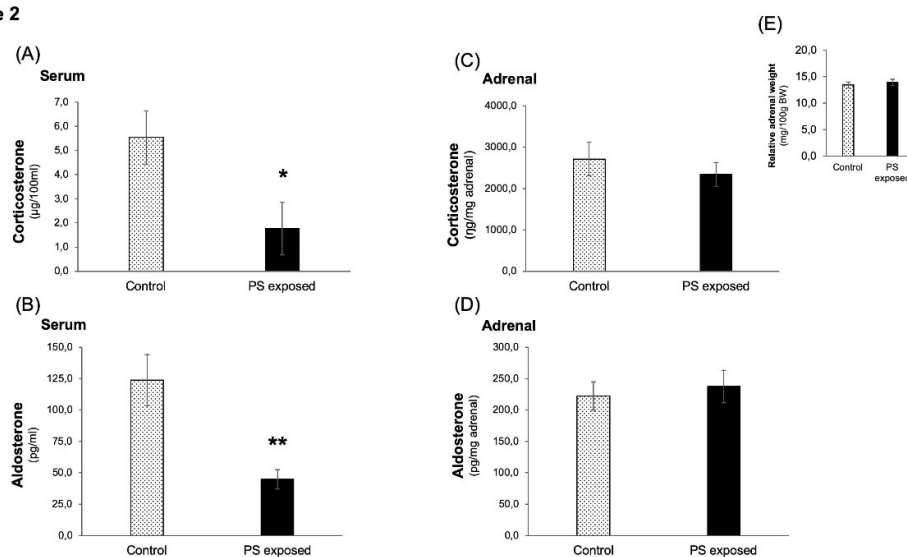 e 2
(A)
Serum
Corticosterone
(µg/100ml)
7,0
6,0
5,0
4,0
3,0
2,0
1,0
0,0
*
Control
PS exposed
(B)
Serum
Aldosterone
(pg/ml)
150,0
125,0
100,0
75,0
50,0
25,0
0,0
**
Control
PS exposed
(C)
Adrenal
Corticosterone
(ηg/mg adrenal)
4000,0
3000,0
2000,0
1000,0
0,0
Control
PS exposed
(D)
Adrenal
Aldosterone
(pg/mg adrenal)
300,0
250,0
200,0
150,0
100,0
50,0
0,0
Control
PS exposed
(E)
Relative adrenal weight
(mg/100g BW)
20,0
15,0
10,0
5,0
0,0
Control
PS
exposed